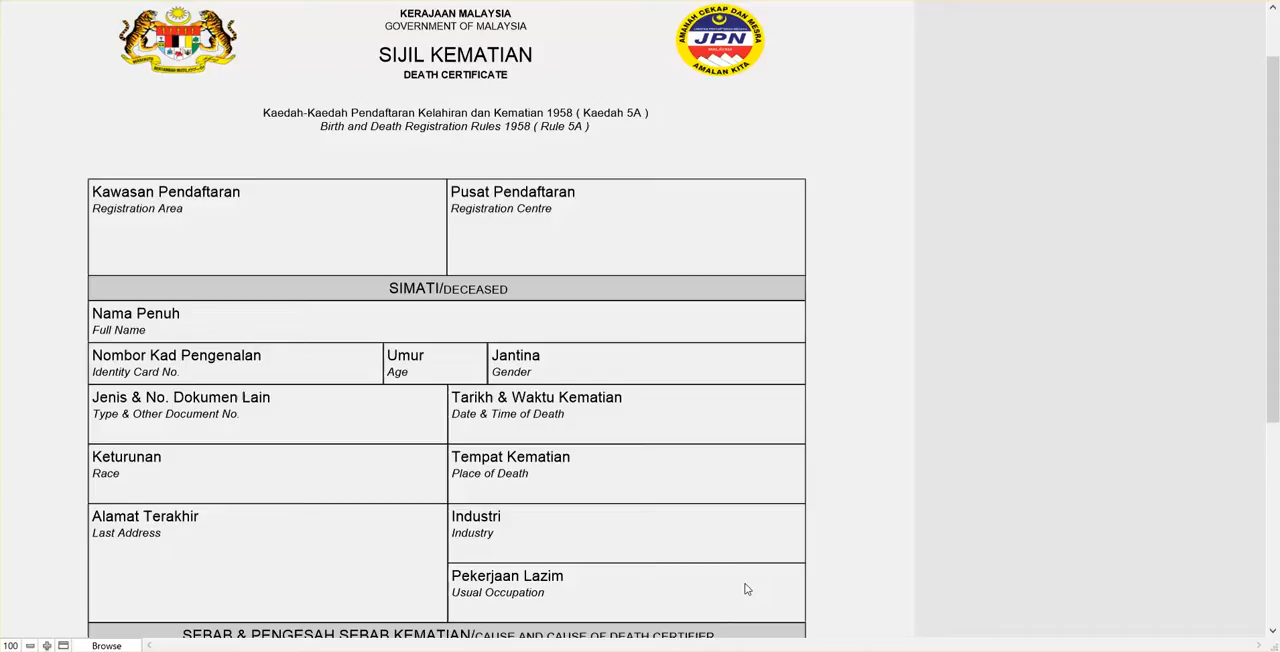 KERAJAAN MALAYSIA
GOVERNMENT OF MALAYSIA
SIJIL KEMATIAN
DEATH CERTIFICATE
AMANAH CEKAP DAN MESRA
JPN
MALAYSIA
AMALAN KITA
Kaedah-Kaedah Pendaftaran Kelahiran dan Kematian 1958 ( Kaedah 5A )
Birth and Death Registration Rules 1958 ( Rule 5A )
Kawasan Pendaftaran
Registration Area
Pusat Pendaftaran
Registration Centre
SIMATI/DECEASED
Nama Penuh
Full Name
Nombor Kad Pengenalan
Identity Card No.
Umur
Age
Jantina
Gender
Jenis & No. Dokumen Lain
Type & Other Document No.
Tarikh & Waktu Kematian
Date & Time of Death
Keturunan
Race
Tempat Kematian
Place of Death
Alamat Terakhir
Last Address
Industri
Industry
Pekerjaan Lazim
Usual Occupation
SEBAB & PENGESAH SEBAB KEMATIAN/CAUSE AND CAUSE OF DEATH CERTIFIER
100
Browse